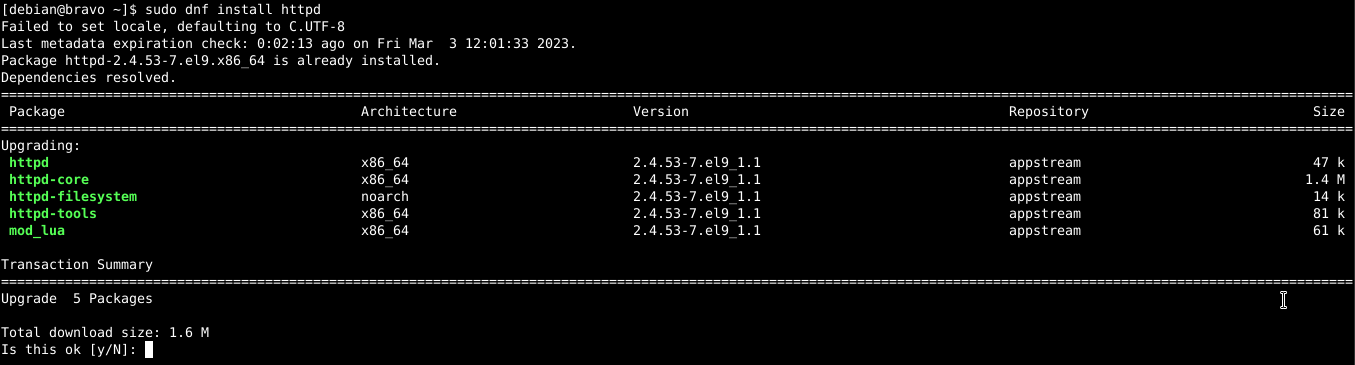 [debian@bravo ~]$ sudo dnf install httpd
Failed to set locale, defaulting to C.UTF-8
Last metadata expiration check: 0:02:13 ago on Fri Mar  3 12:01:33 2023.
Package httpd-2.4.53-7.el9.x86_64 is already installed.
Dependencies resolved.
================================================================================
Package Architecture Version Repository Size
================================================================================
Upgrading:
httpd x86_64 2.4.53-7.el9_1.1 appstream 47 k
httpd-core x86_64 2.4.53-7.el9_1.1 appstream 1.4 M
httpd-filesystem noarch 2.4.53-7.el9_1.1 appstream 14 k
httpd-tools x86_64 2.4.53-7.el9_1.1 appstream 81 k
mod_lua x86_64 2.4.53-7.el9_1.1 appstream 61 k
Transaction Summary
================================================================================
Upgrade  5 Packages
Total download size: 1.6 M
Is this ok [y/N]: